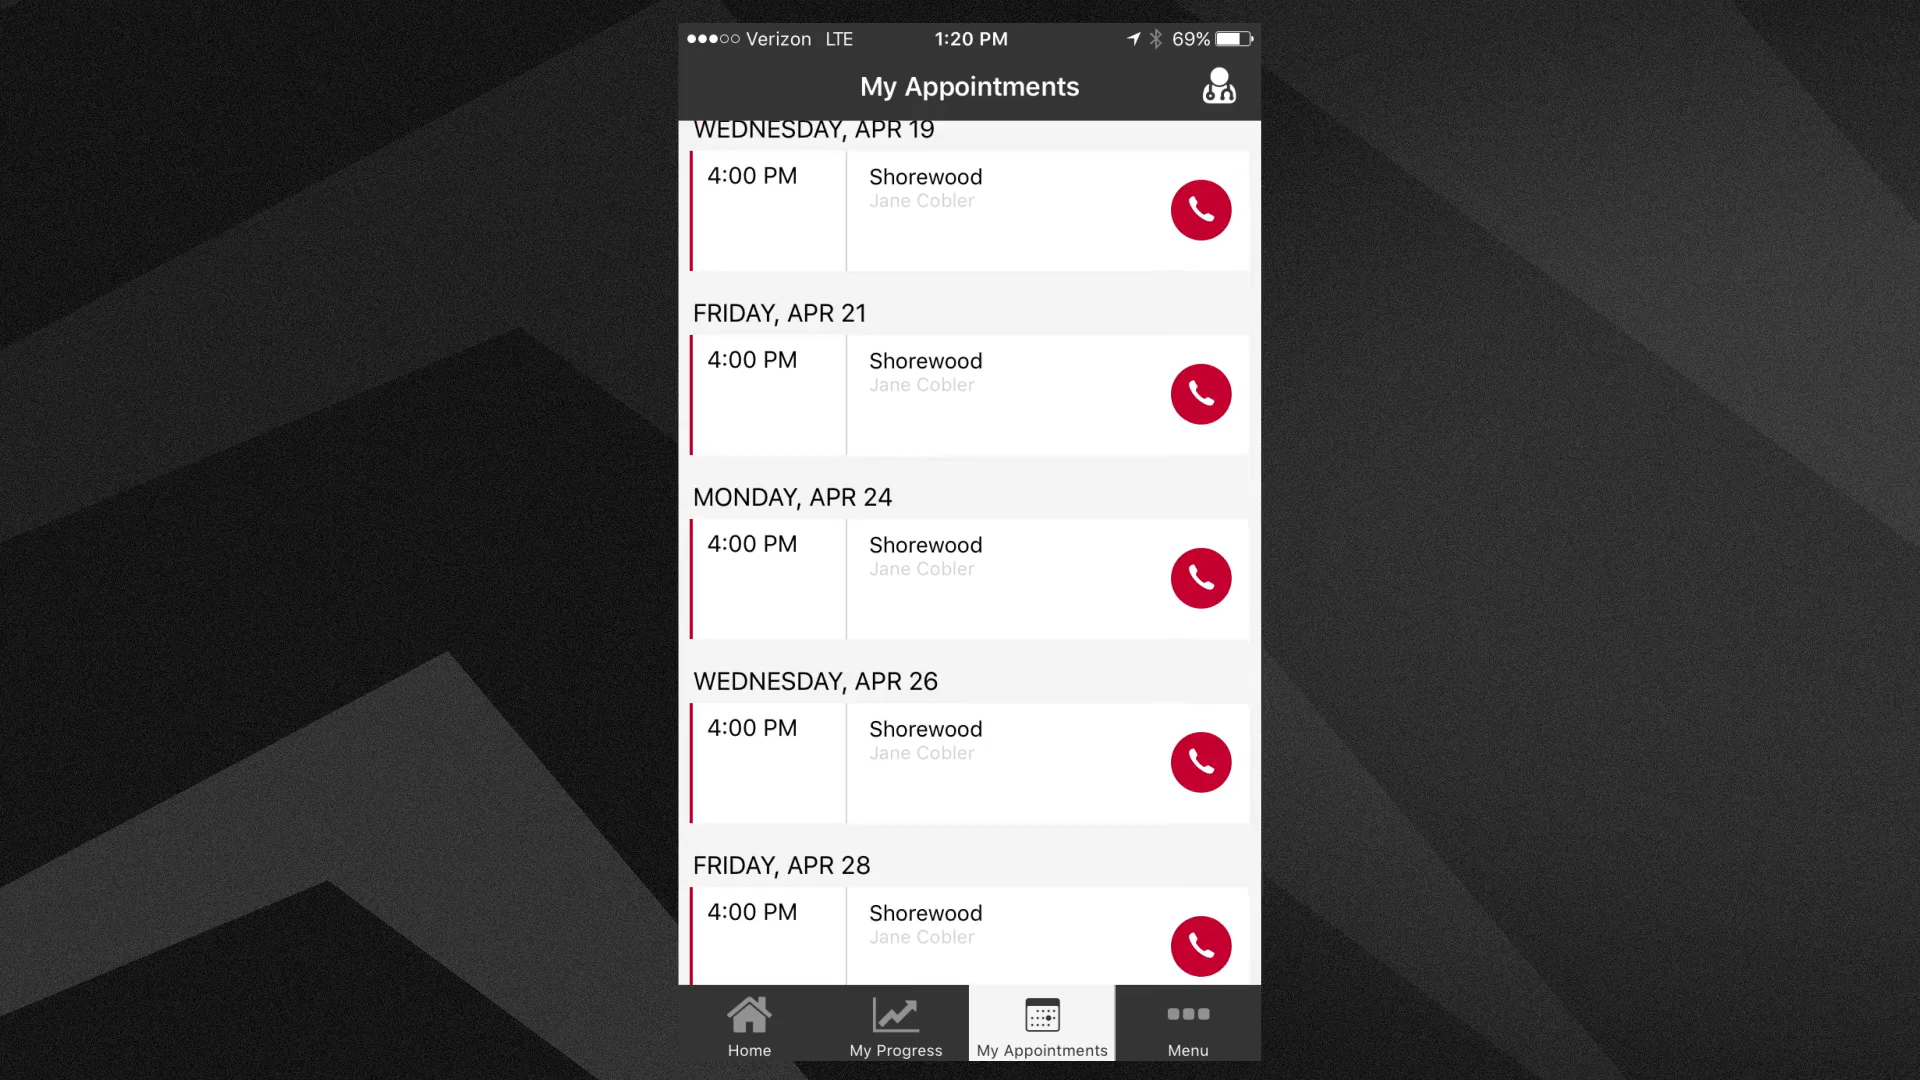 Verizon LTE 1:20 PM 69%
My Appointments
WEDNESDAY, APR 19
4:00 PM Shorewood
Jane Cobler
FRIDAY, APR 21
4:00 PM Shorewood
Jane Cobler
MONDAY, APR 24
4:00 PM Shorewood
Jane Cobler
WEDNESDAY, APR 26
4:00 PM Shorewood
Jane Cobler
FRIDAY, APR 28
4:00 PM Shorewood
Jane Cobler
Home My Progress My Appointments Menu